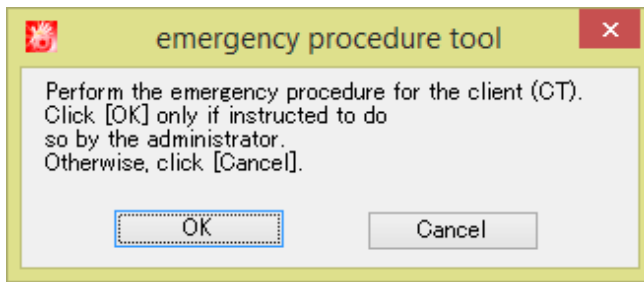 emergency procedure tool
Perform the emergency procedure for the client (CT).
Click [OK] only if instructed to do
so by the administrator.
Otherwise, click [Cancel].
OK
Cancel